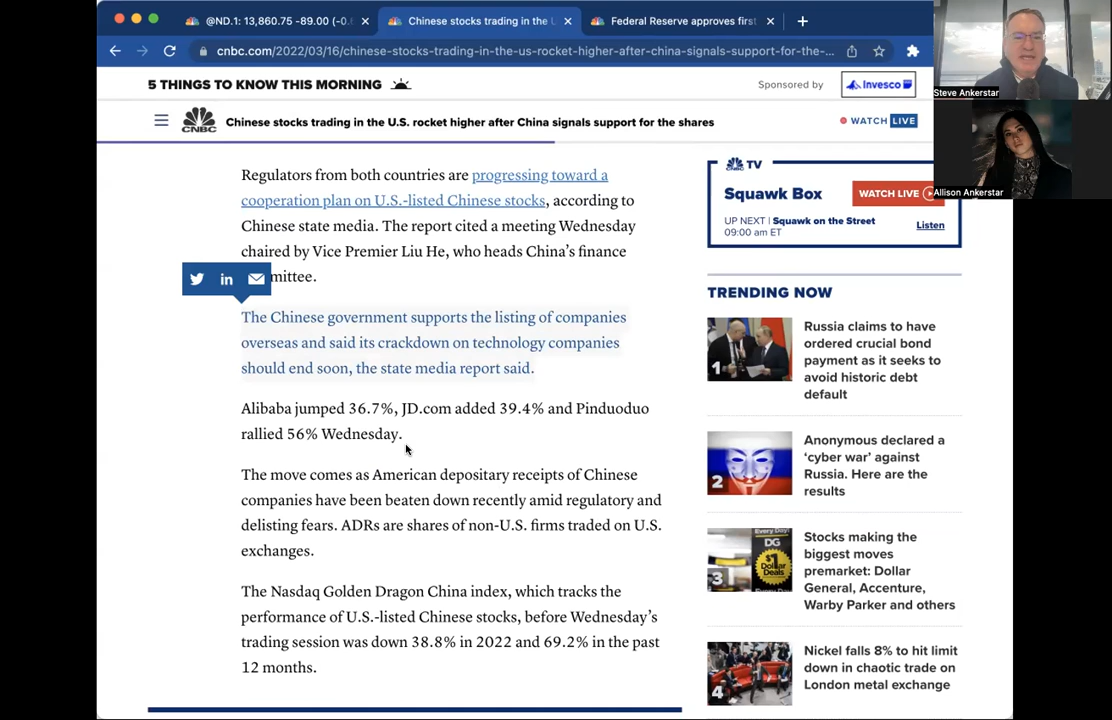 @ND.1: 13,860.75 -89.00 (-0.
Chinese stocks trading in the U
Federal Reserve approves first
cnbc.com/2022/03/16/chinese-stocks-trading-in-the-us-rocket-higher-after-china-signals-support-for-the-...
5 THINGS TO KNOW THIS MORNING
Sponsored by
Invesco
CNBC
Chinese stocks trading in the U.S. rocket higher after China signals support for the shares
WATCH LIVE
Steve Ankerstar
Allison Ankerstar
Regulators from both countries are progressing toward a
cooperation plan on U.S.-listed Chinese stocks, according to
Chinese state media. The report cited a meeting Wednesday
chaired by Vice Premier Liu He, who heads China's finance
mmittee.
in
The Chinese government supports the listing of companies
overseas and said its crackdown on technology companies
should end soon, the state media report said.
Alibaba jumped 36.7%, JD.com added 39.4% and Pinduoduo
rallied 56% Wednesday.
The move comes as American depositary receipts of Chinese
companies have been beaten down recently amid regulatory and
delisting fears. ADRs are shares of non-U.S. firms traded on U.S.
exchanges.
The Nasdaq Golden Dragon China index, which tracks the
performance of U.S.-listed Chinese stocks, before Wednesday's
trading session was down 38.8% in 2022 and 69.2% in the past
12 months.
TV
Squawk Box
WATCH LIVE
UP NEXT | Squawk on the Street
09:00 am ET
Listen
TRENDING NOW
1
Russia claims to have
ordered crucial bond
payment as it seeks to
avoid historic debt
default
2
Anonymous declared a
'cyber war' against
Russia. Here are the
results
3
Every Day!
DG
$1
Dollar
Deals
Stocks making the
biggest moves
premarket: Dollar
General, Accenture,
Warby Parker and others
4
Nickel falls 8% to hit limit
down in chaotic trade on
London metal exchange